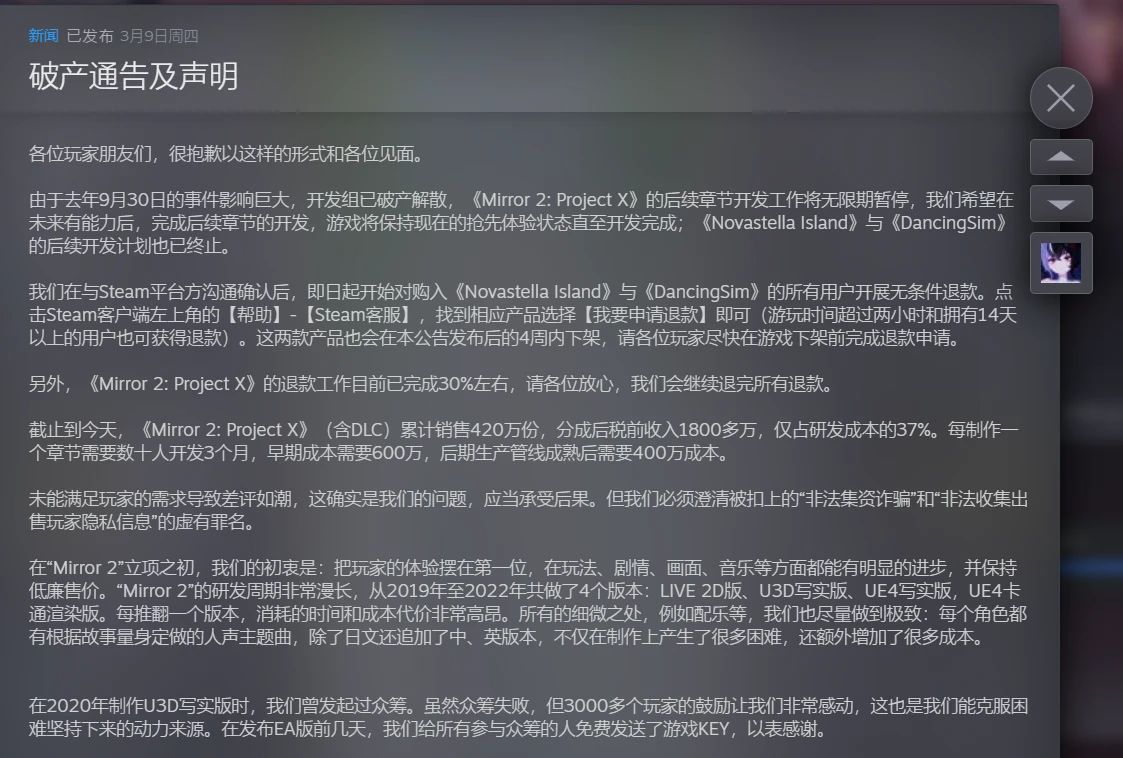 新闻 已发布 3月9日周四
破产通告及声明
各位玩家朋友们，很抱歉以这样的形式和各位见面。
由于去年9月30日的事件影响巨大，开发组已破产解散，《Mirror 2: Project X》的后续章节开发工作将无限期暂停，我们希望在
未来有能力后，完成后续章节的开发，游戏将保持现在的抢先体验状态直至开发完成；《Novastella Island》与《DancingSim》
的后续开发计划也已终止。
我们在与Steam平台方沟通确认后，即日起开始对购入《Novastella Island》与《DancingSim》的所有用户开展无条件退款。点
击Steam客户端左上角的【帮助】-【Steam客服】，找到相应产品选择【我要申请退款】即可（游玩时间超过两小时和拥有14天
以上的用户也可获得退款）。这两款产品也会在本公告发布后的4周内下架，请各位玩家尽快在游戏下架前完成退款申请。
另外，《Mirror 2: Project X》的退款工作目前已完成30%左右，请各位放心，我们会继续退完所有退款。
截止到今天，《Mirror 2: Project X》（含DLC）累计销售420万份，分成后税前收入1800多万，仅占研发成本的37%。每制作一
个章节需要数十人开发3个月，早期成本需要600万，后期生产管线成熟后需要400万成本。
未能满足玩家的需求导致差评如潮，这确实是我们的问题，应当承受后果。但我们必须澄清被扣上的“非法集资诈骗”和“非法收集出
售玩家隐私信息”的虚有罪名。
在“Mirror 2”立项之初，我们的初衷是：把玩家的体验摆在第一位，在玩法、剧情、画面、音乐等方面都能有明显的进步，并保持
低廉售价。“Mirror 2”的研发周期非常漫长，从2019年至2022年共做了4个版本：LIVE 2D版、U3D写实版、UE4写实版，UE4卡
通渲染版。每推翻一个版本，消耗的时间和成本代价非常高昂。所有的细微之处，例如配乐等，我们也尽量做到极致：每个角色都
有根据故事量身定做的人声主题曲，除了日文还追加了中、英版本，不仅在制作上产生了很多困难，还额外增加了很多成本。
在2020年制作U3D写实版时，我们曾发起过众筹。虽然众筹失败，但3000多个玩家的鼓励让我们非常感动，这也是我们能克服困
难坚持下来的动力来源。在发布EA版前几天，我们给所有参与众筹的人免费发送了游戏KEY，以表感谢。